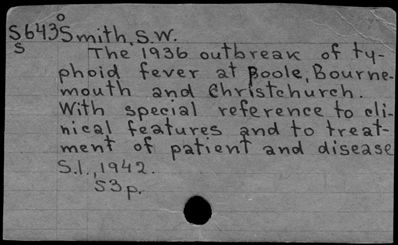 S643° Smith, S.W.
S
The 1936 outbreak of ty-
phoid fever at Poole, Bourne-
mouth and Christchurch.
With special reference to cli-
nical features and to treat-
ment of patient and disease
S.l., 1942.
53p.